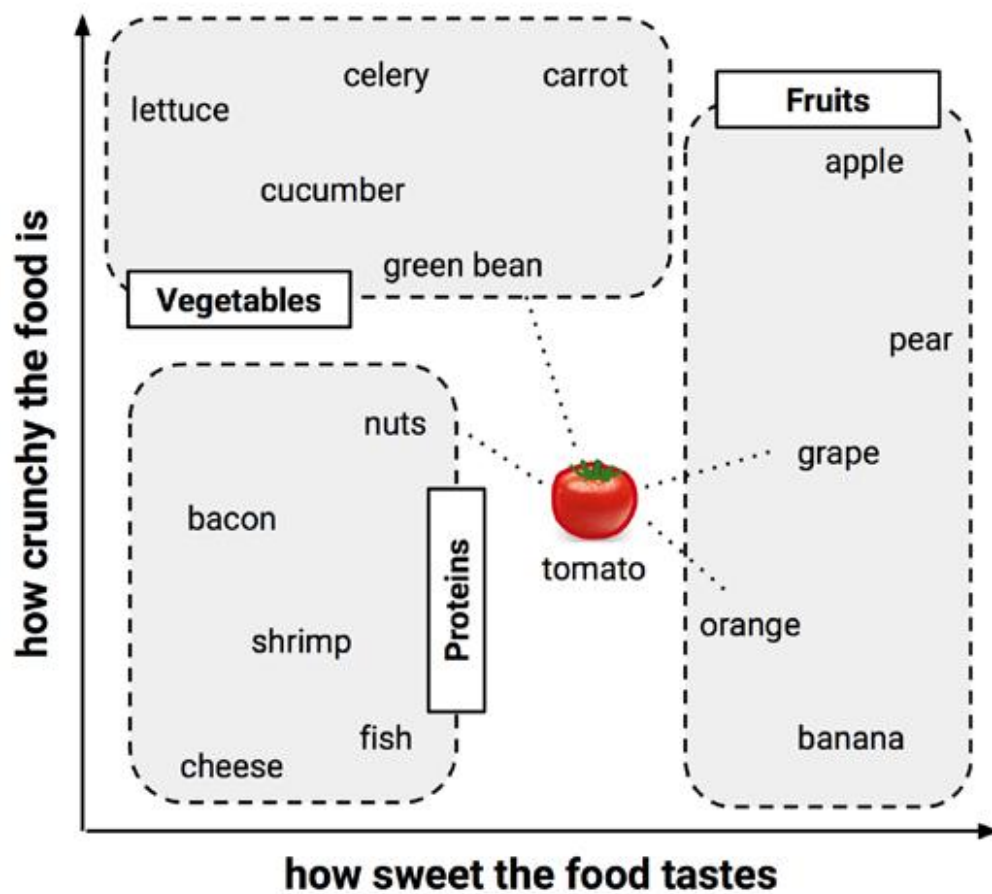 celery
carrot
Fruits
lettuce
apple
cucumber
green bean
Vegetables
pear
nuts
grape
bacon
tomato
Proteins
shrimp
orange
fish
banana
cheese
how crunchy the food is
how sweet the food tastes